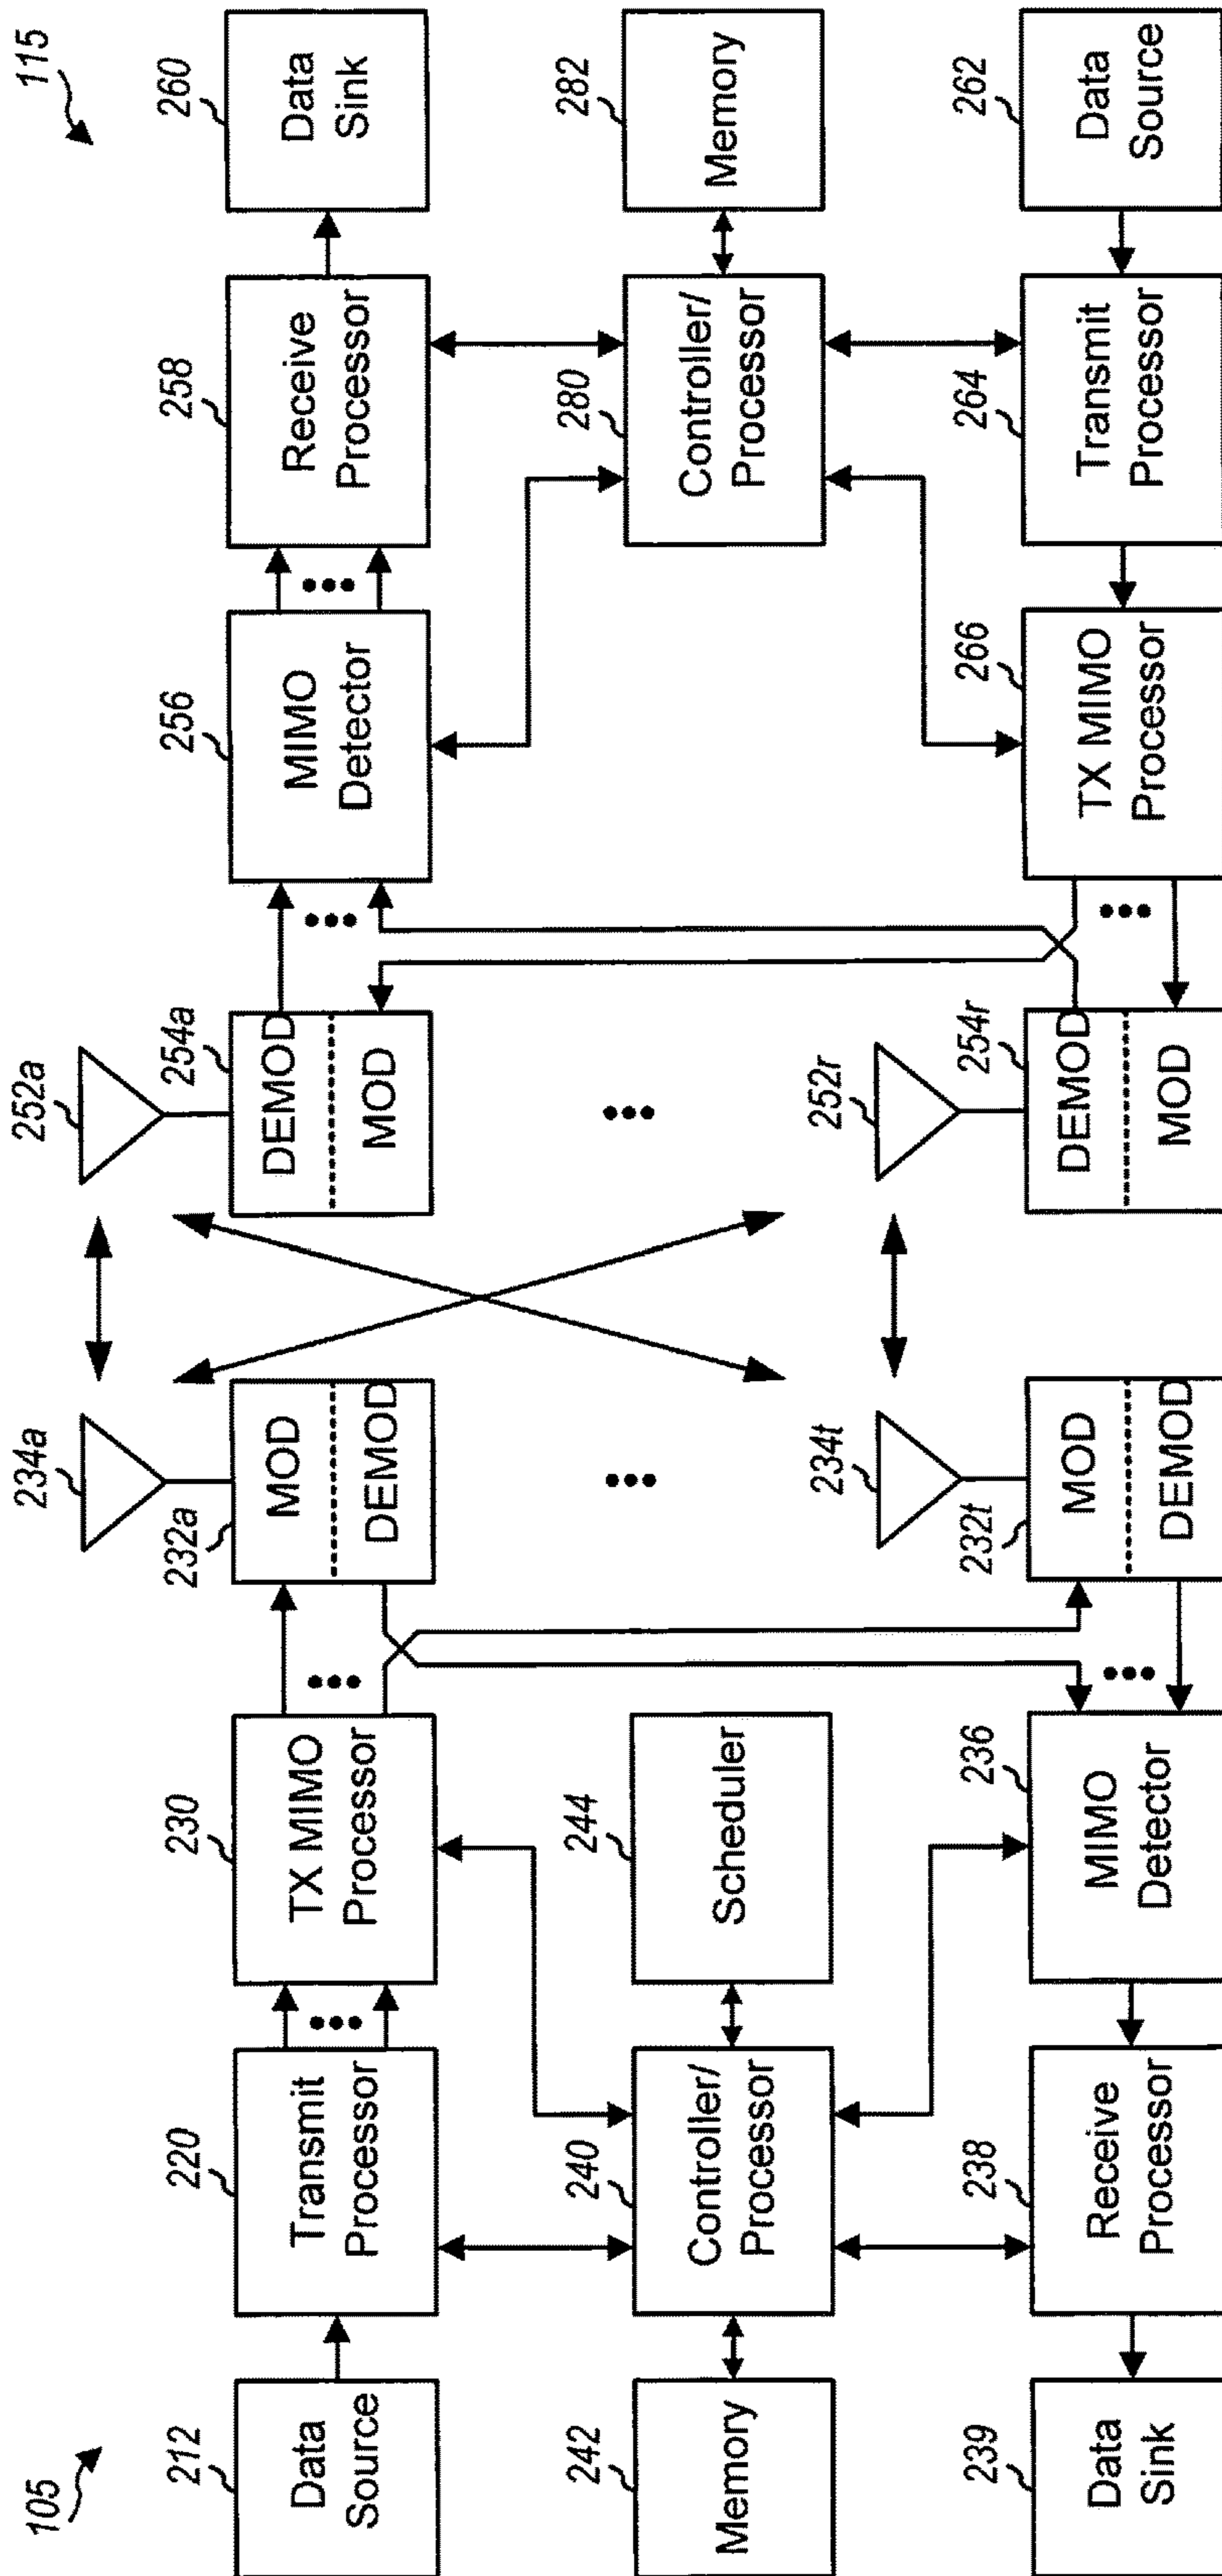 105
115
212
Data
Source
220
Transmit
Processor
230
TX MIMO
Processor
232a
MOD
DEMOD
234a
252a
254a
DEMOD
MOD
256
MIMO
Detector
258
Receive
Processor
260
Data
Sink
242
Memory
240
Controller/
Processor
244
Scheduler
280
Controller/
Processor
282
Memory
239
Data
Sink
238
Receive
Processor
236
MIMO
Detector
232t
MOD
DEMOD
234t
252r
254r
DEMOD
MOD
266
TX MIMO
Processor
264
Transmit
Processor
262
Data
Source